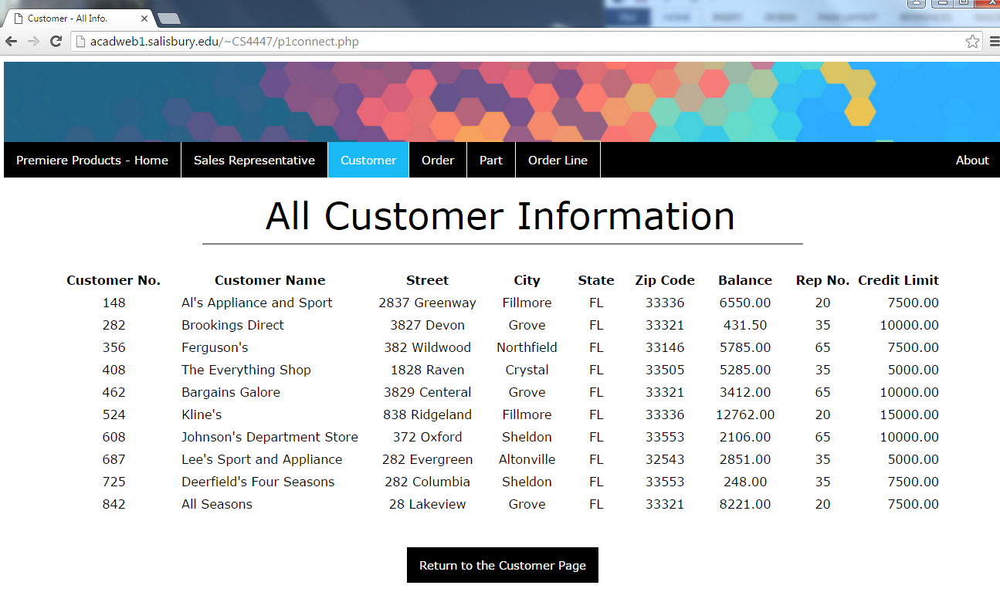 Customer - All Info.
FILE HOME INSERT DESIGN PAGE LAYOUT REFERENCES
acadweb1.salisbury.edu/~CS4447/p1connect.php
Premiere Products - Home Sales Representative Customer Order Part Order Line About
All Customer Information
Customer No. Customer Name Street City State Zip Code Balance Rep No. Credit Limit
148 Al's Appliance and Sport 2837 Greenway Fillmore FL 33336 6550.00 20 7500.00
282 Brookings Direct 3827 Devon Grove FL 33321 431.50 35 10000.00
356 Ferguson's 382 Wildwood Northfield FL 33146 5785.00 65 7500.00
408 The Everything Shop 1828 Raven Crystal FL 33505 5285.00 35 5000.00
462 Bargains Galore 3829 Centeral Grove FL 33321 3412.00 65 10000.00
524 Kline's 838 Ridgeland Fillmore FL 33336 12762.00 20 15000.00
608 Johnson's Department Store 372 Oxford Sheldon FL 33553 2106.00 65 10000.00
687 Lee's Sport and Appliance 282 Evergreen Altonville FL 32543 2851.00 35 5000.00
725 Deerfield's Four Seasons 282 Columbia Sheldon FL 33553 248.00 35 7500.00
842 All Seasons 28 Lakeview Grove FL 33321 8221.00 20 7500.00
Return to the Customer Page